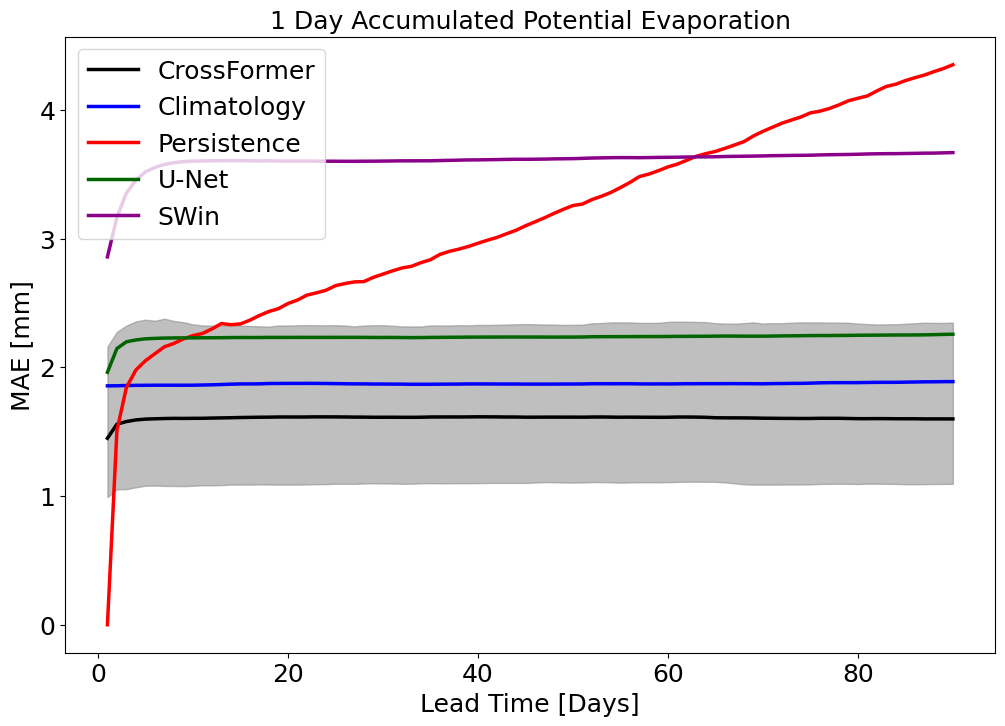 1 Day Accumulated Potential Evaporation
CrossFormer
Climatology
Persistence
U-Net
SWin
MAE [mm]
4
3
2
1
0
0 20 40 60 80
Lead Time [Days]